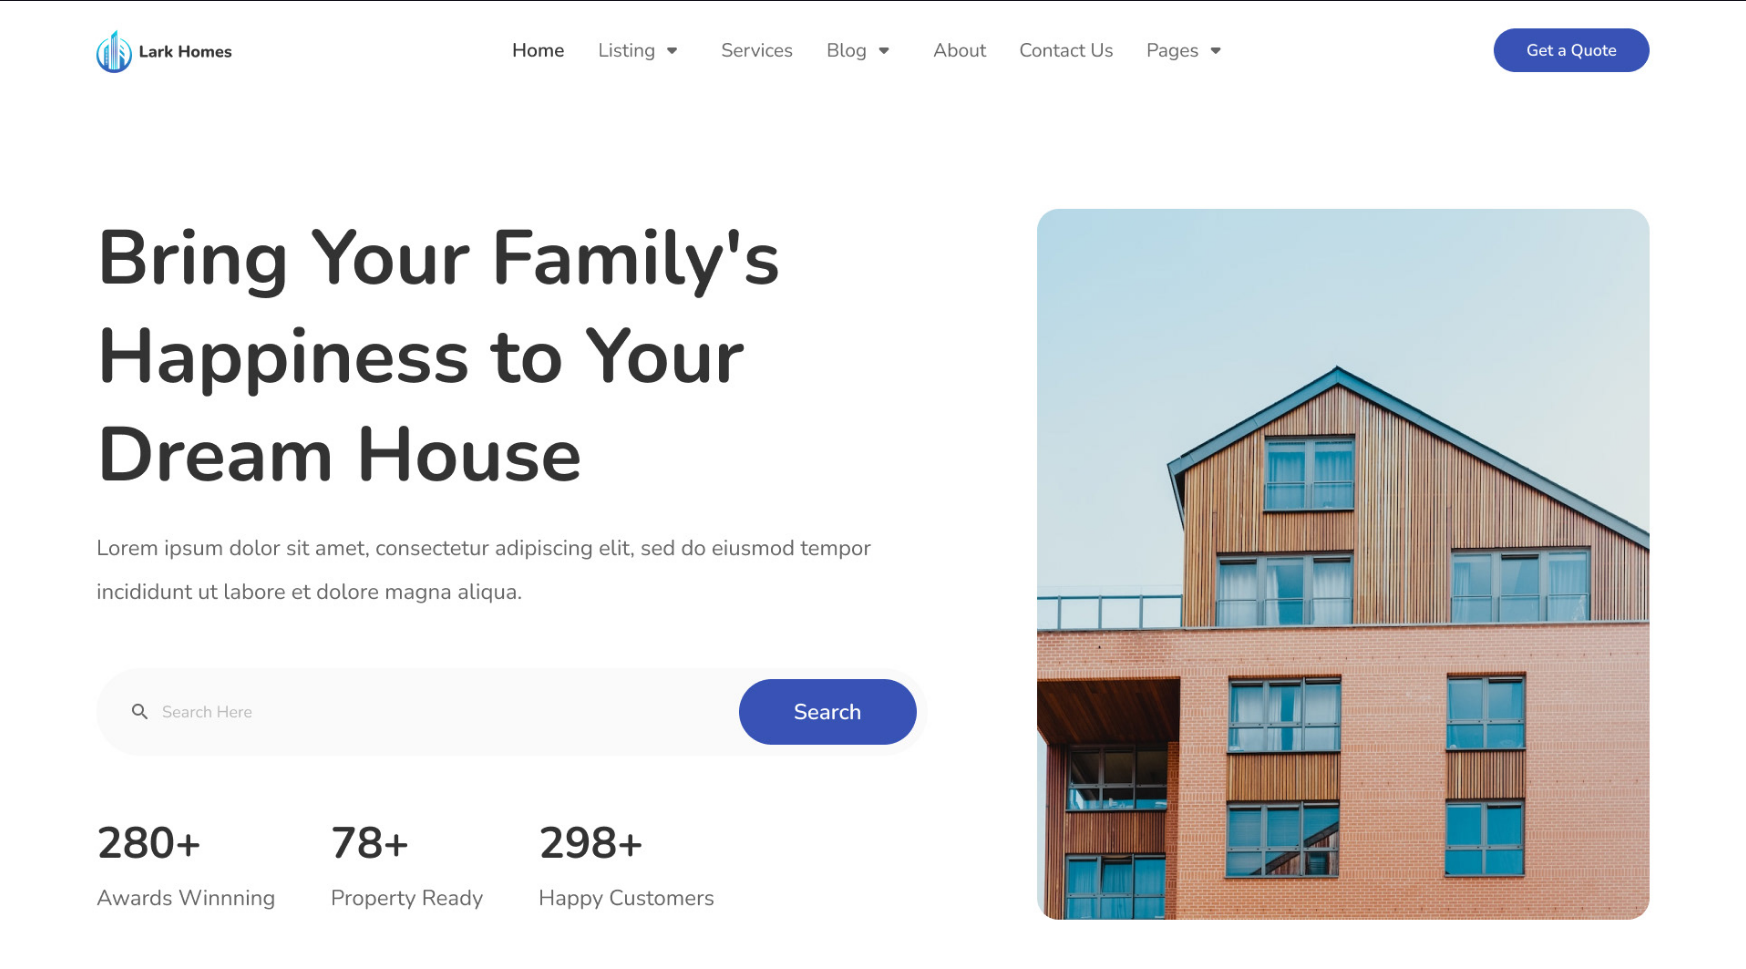 Lark Homes
Home Listing Services Blog About Contact Us Pages
Get a Quote
Bring Your Family's
Happiness to Your
Dream House
Lorem ipsum dolor sit amet, consectetur adipiscing elit, sed do eiusmod tempor
incididunt ut labore et dolore magna aliqua.
Search Here
Search
280+ 78+ 298+
Awards Winnning Property Ready Happy Customers